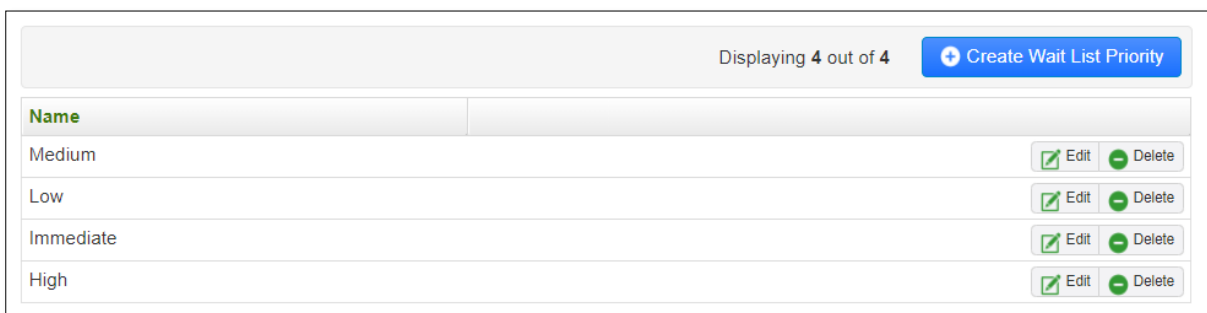 Displaying 4 out of 4 Create Wait List Priority
Name
Medium Edit Delete
Low Edit Delete
Immediate Edit Delete
High Edit Delete